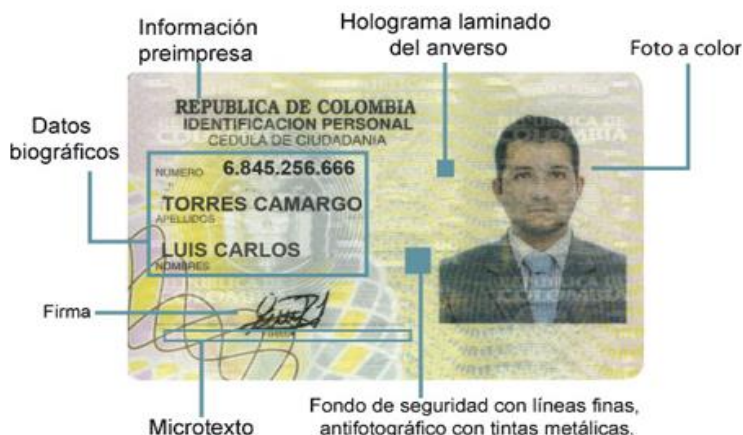 Información
preimpresa
Holograma laminado
del anverso
Foto a color
Datos
biográficos
REPUBLICA DE COLOMBIA
IDENTIFICACION PERSONAL
CEDULA DE CIUDADANIA
NUMERO 6.845.256.666
TORRES CAMARGO
APELLIDOS
LUIS CARLOS
NOMBRES
Firma
FIRMA
COLOMBIA
Microtexto
Fondo de seguridad con líneas finas,
antifotográfico con tintas metálicas.